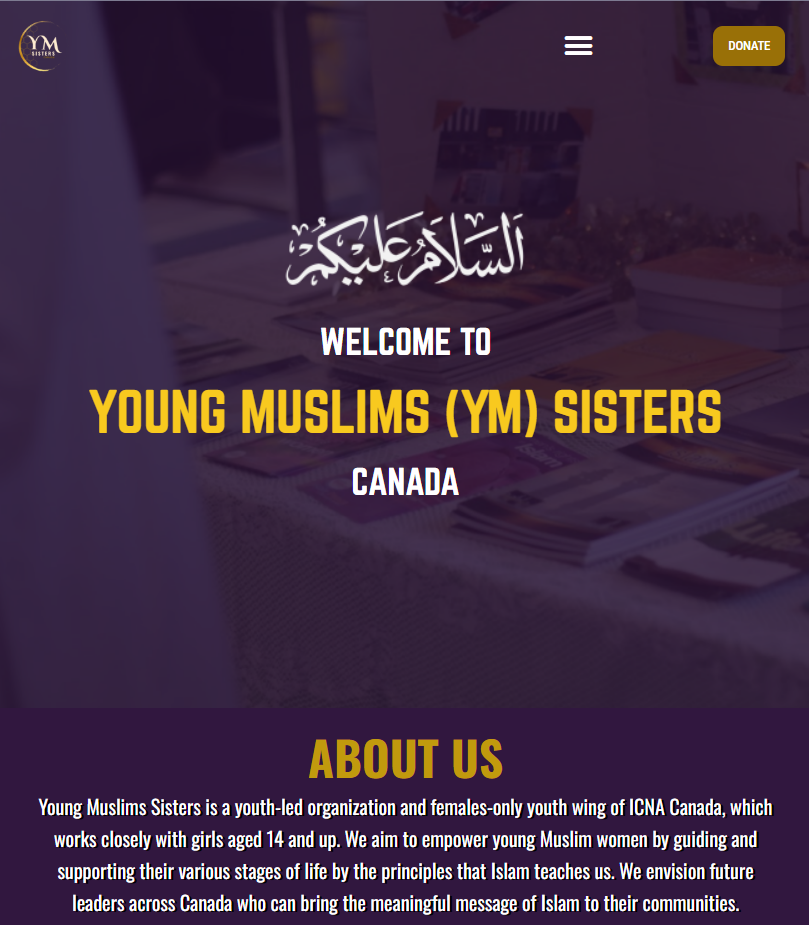 YM
SISTERS
DONATE
السَّلَامُ عَلَيْكُمْ
WELCOME TO
YOUNG MUSLIMS (YM) SISTERS
CANADA
ABOUT US
Young Muslims Sisters is a youth-led organization and females-only youth wing of ICNA Canada, which
works closely with girls aged 14 and up. We aim to empower young Muslim women by guiding and
supporting their various stages of life by the principles that Islam teaches us. We envision future
leaders across Canada who can bring the meaningful message of Islam to their communities.